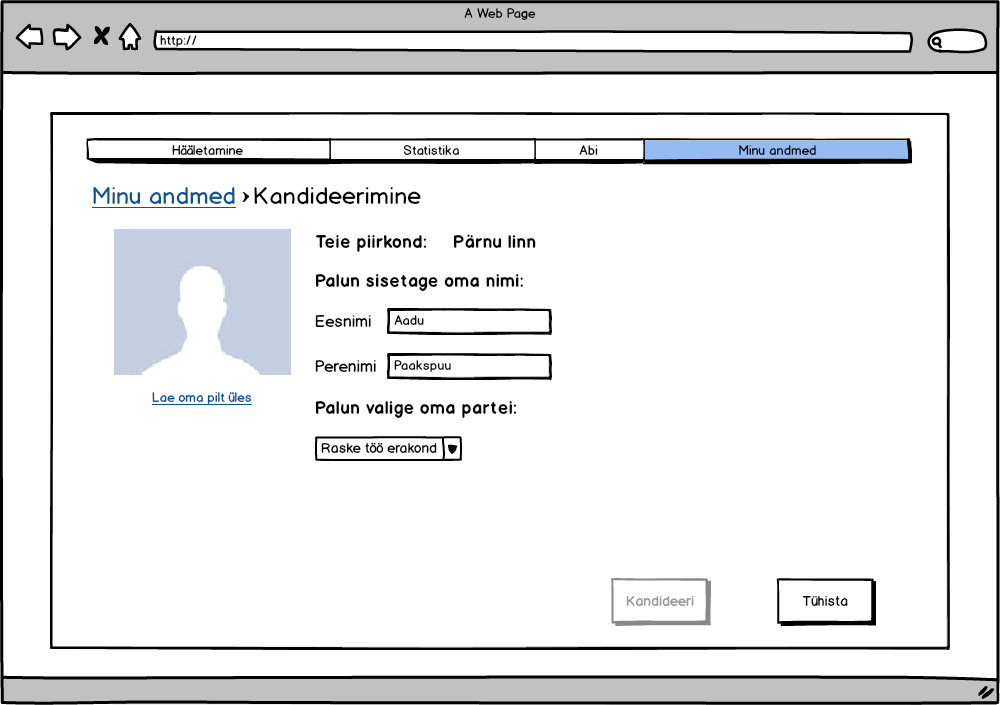 A Web Page
http://
Hääletamine Statistika Abi Minu andmed
Minu andmed › Kandideerimine
Teie piirkond: Pärnu linn
Palun sisetage oma nimi:
Eesnimi Aadu
Perenimi Paakspuu
Lae oma pilt üles
Palun valige oma partei:
Raske töö erakond
Kandideeri Tühista